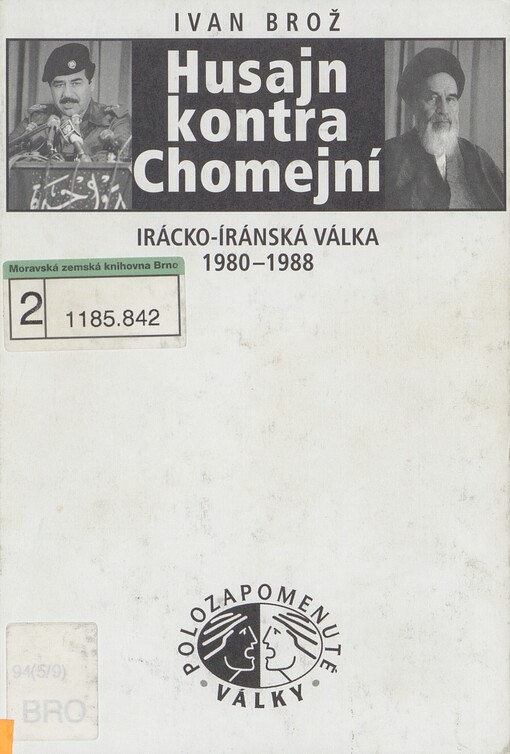 IVAN BROŽ
Husajn
kontra
Chomejní
IRÁCKO-ÍRÁNSKÁ VÁLKA
1980–1988
Moravská zemská knihovna Brno
2
1185.842
POLOZAPOMENUTÉ
• VÁLKY •
94(5/9)
BRO